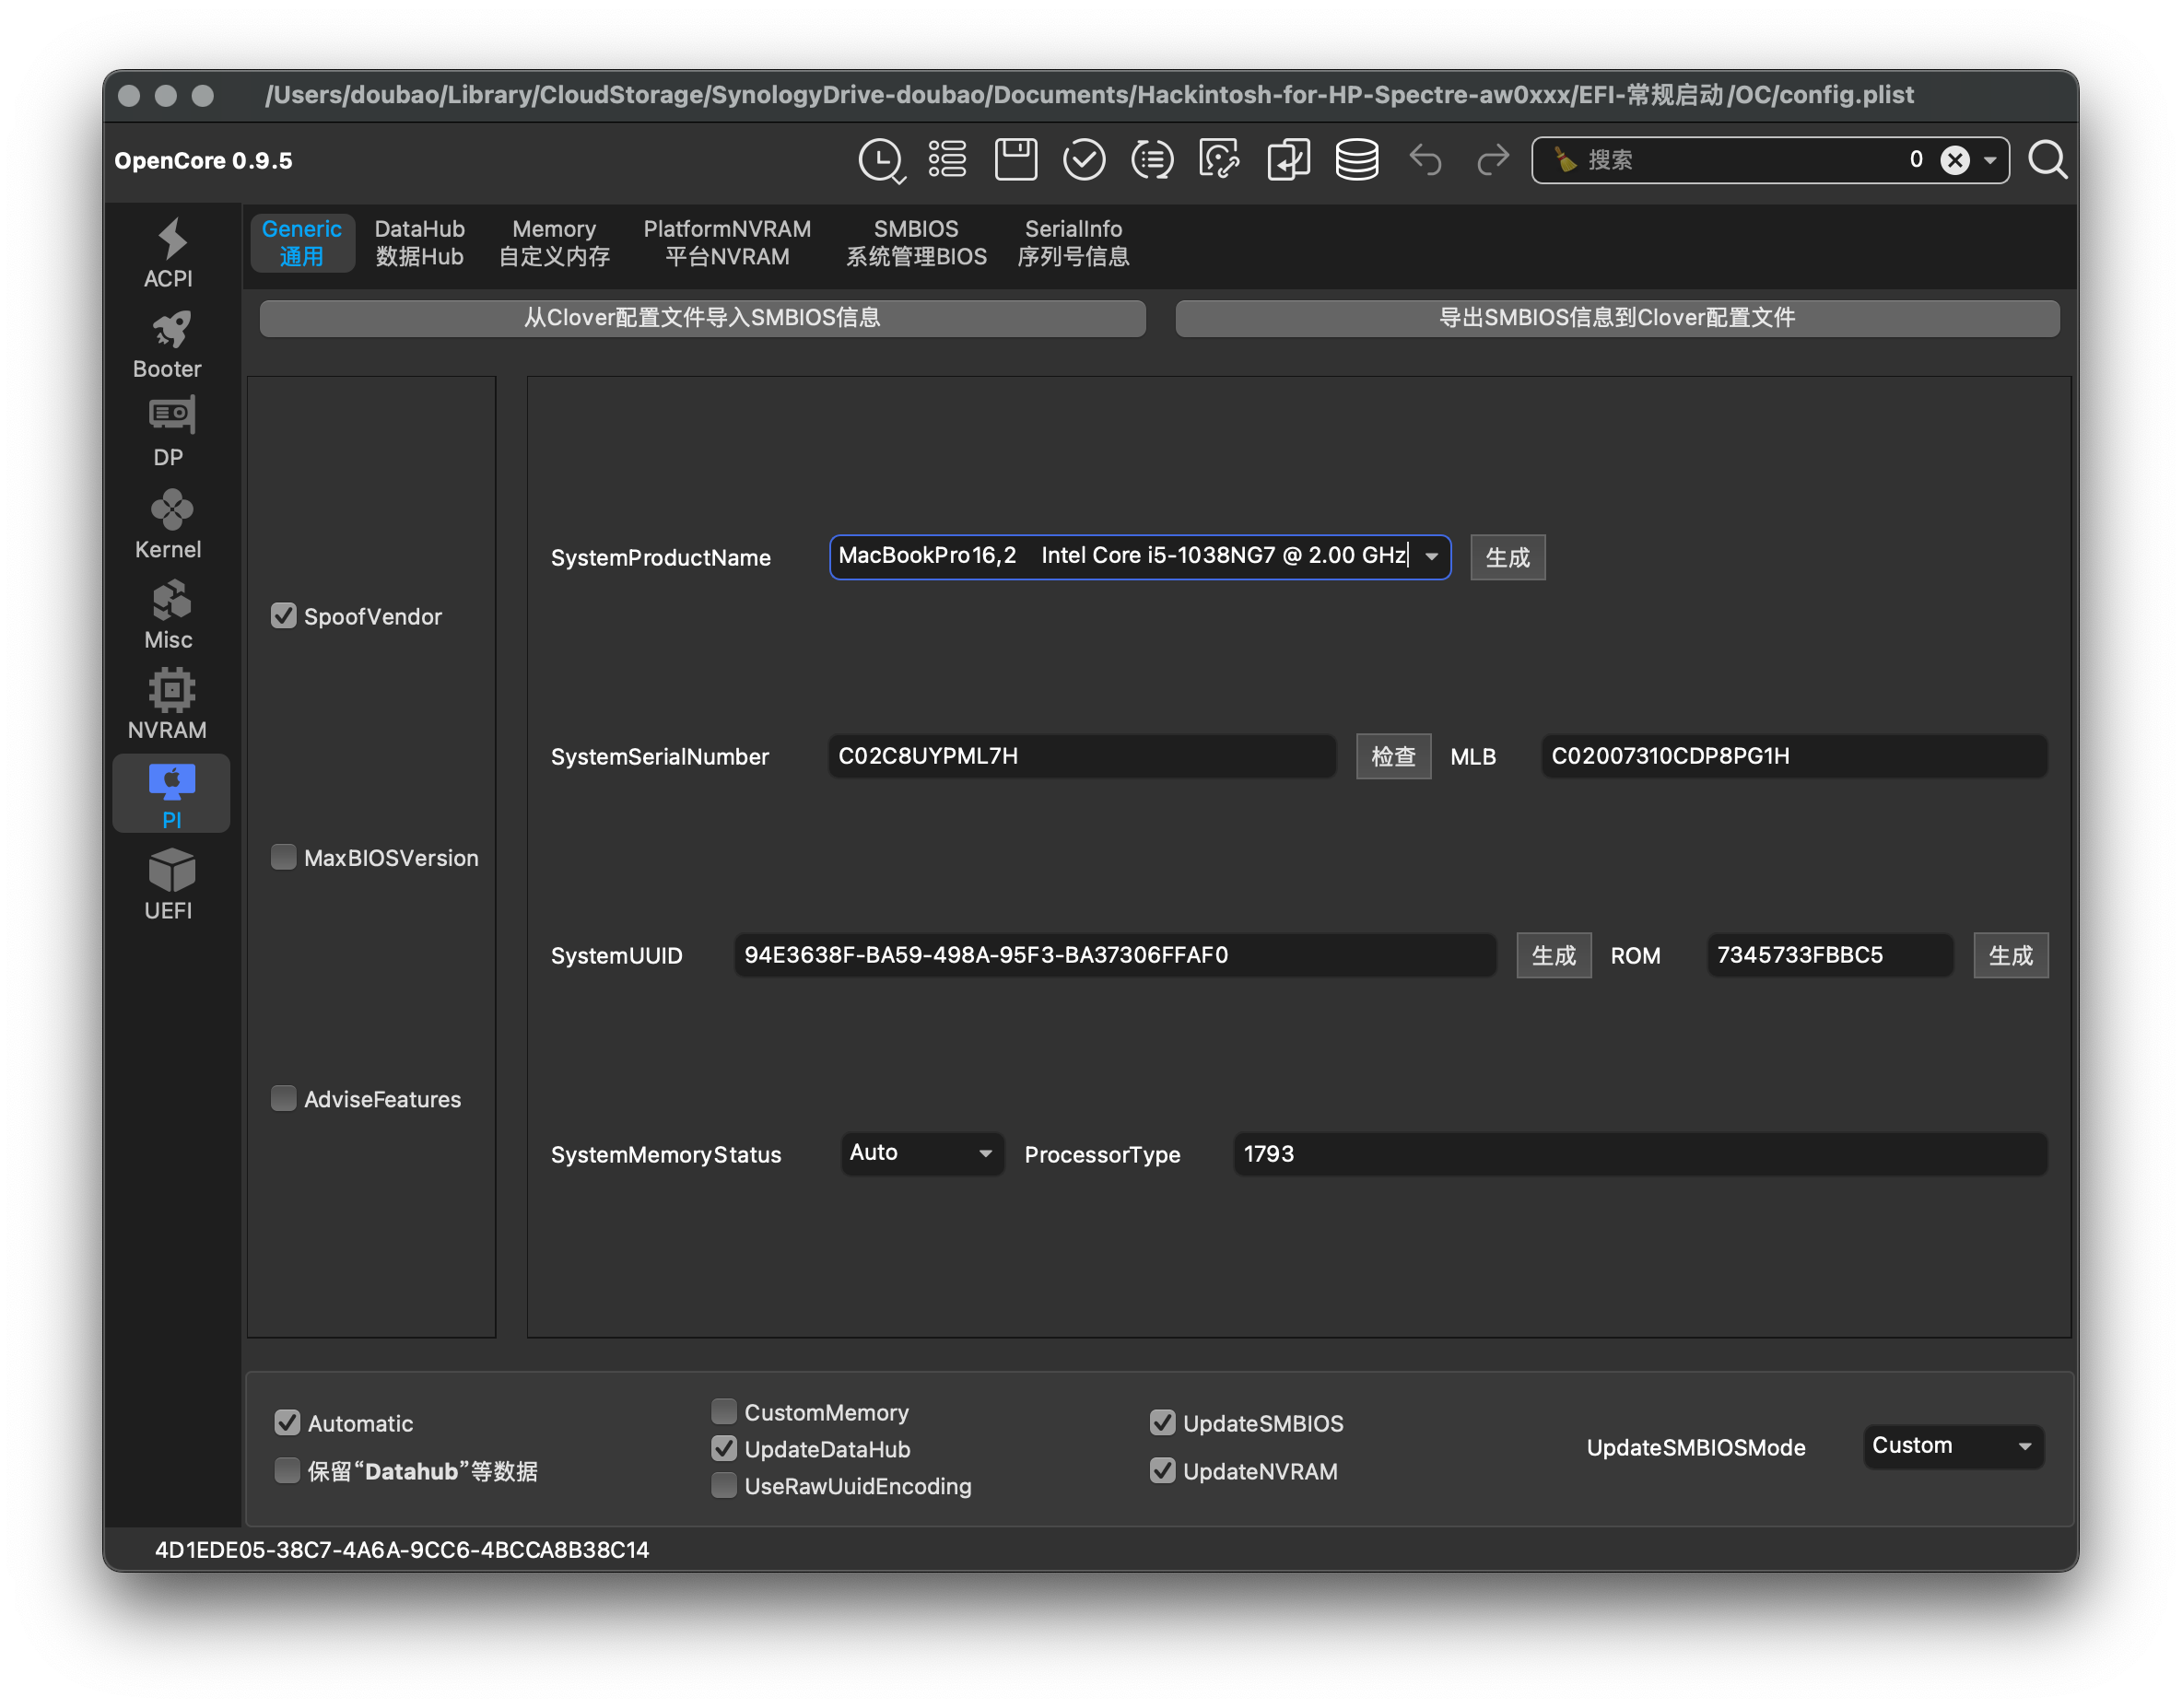 /Users/doubao/Library/CloudStorage/SynologyDrive-doubao/Documents/Hackintosh-for-HP-Spectre-aw0xxx/EFI-常规启动/OC/config.plist
OpenCore 0.9.5
搜索 0
ACPI
Booter
DP
Kernel
Misc
NVRAM
PI
UEFI
Generic
通用
DataHub
数据Hub
Memory
自定义内存
PlatformNVRAM
平台NVRAM
SMBIOS
系统管理BIOS
SerialInfo
序列号信息
从Clover配置文件导入SMBIOS信息
导出SMBIOS信息到Clover配置文件
SpoofVendor
MaxBIOSVersion
AdviseFeatures
SystemProductName MacBookPro16,2 Intel Core i5-1038NG7 @ 2.00 GHz 生成
SystemSerialNumber C02C8UYPML7H 检查 MLB C02007310CDP8PG1H
SystemUUID 94E3638F-BA59-498A-95F3-BA37306FFAF0 生成 ROM 7345733FBBC5 生成
SystemMemoryStatus Auto ProcessorType 1793
Automatic
保留“Datahub”等数据
CustomMemory
UpdateDataHub
UseRawUuidEncoding
UpdateSMBIOS
UpdateNVRAM
UpdateSMBIOSMode Custom
4D1EDE05-38C7-4A6A-9CC6-4BCCA8B38C14